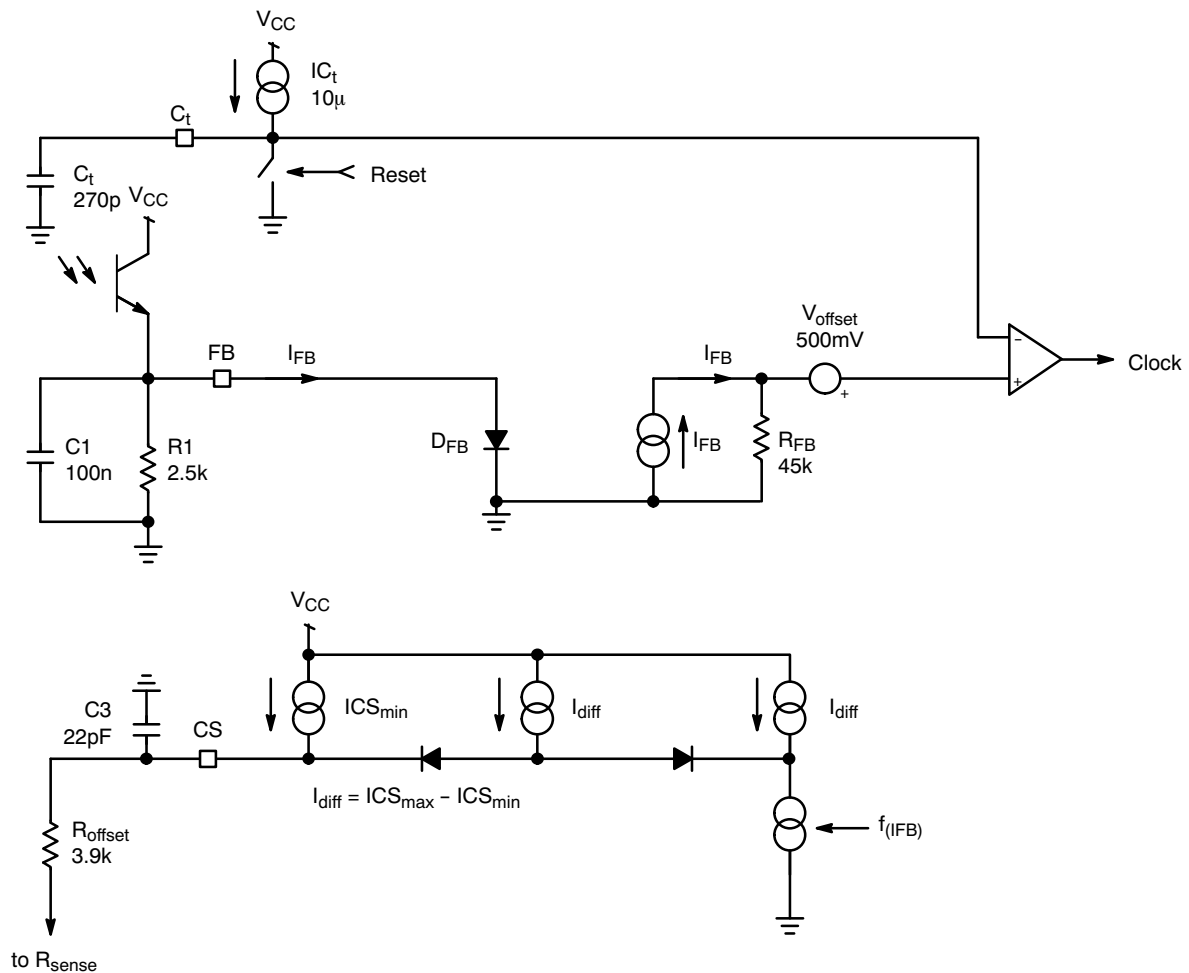 VCC
ICt
10μ
Ct
Reset
Ct
270p
VCC
Voffset
500mV
FB
IFB
IFB
Clock
−
+
+
C1
100n
R1
2.5k
DFB
IFB
RFB
45k
VCC
C3
22pF
CS
ICSmin
Idiff
Idiff
Idiff = ICSmax − ICSmin
Roffset
3.9k
f(IFB)
to Rsense